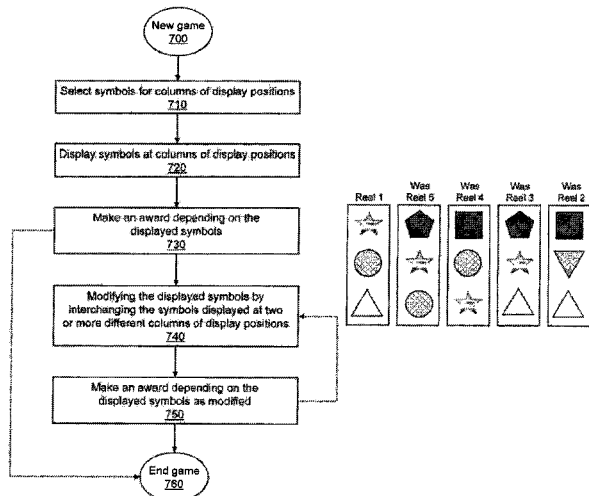 New game
700
Select symbols for columns of display positions
710
Display symbols at columns of display positions
720
Make an award depending on the
displayed symbols
730
Modifying the displayed symbols by
interchanging the symbols displayed at two
or more different columns of display positions
740
Make an award depending on the
displayed symbols as modified
750
End game
760
Reel 1
Was
Reel 5
Was
Reel 4
Was
Reel 3
Was
Reel 2